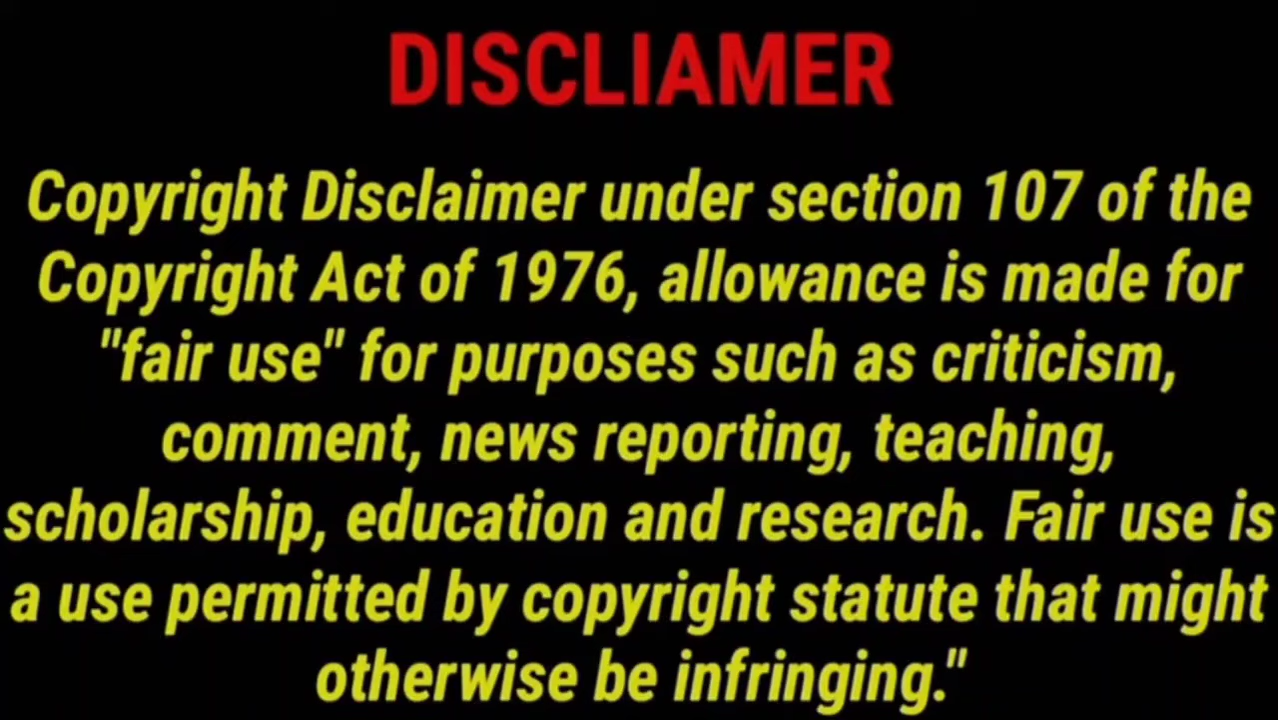 DISCLIAMER
Copyright Disclaimer under section 107 of the
Copyright Act of 1976, allowance is made for
"fair use" for purposes such as criticism,
comment, news reporting, teaching,
scholarship, education and research. Fair use is
a use permitted by copyright statute that might
otherwise be infringing."